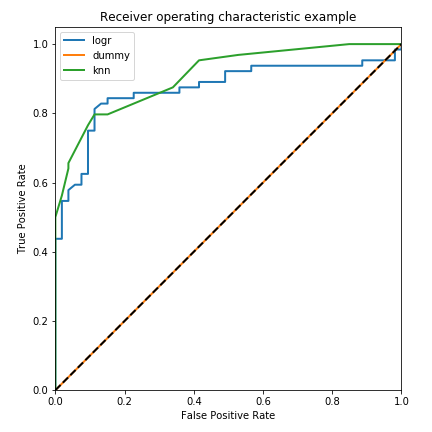 Receiver operating characteristic example
logr
dummy
knn
True Positive Rate
1.0
0.8
0.6
0.4
0.2
0.0
0.0 0.2 0.4 0.6 0.8 1.0
False Positive Rate